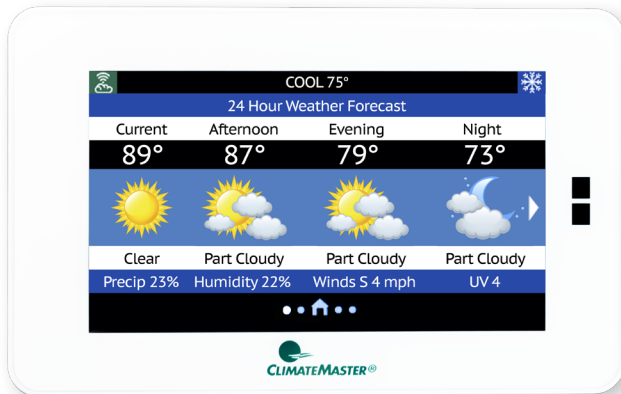 COOL 75°
24 Hour Weather Forecast
Current Afternoon Evening Night
89° 87° 79° 73°
Clear Part Cloudy Part Cloudy Part Cloudy
Precip 23% Humidity 22% Winds S 4 mph UV 4
CLIMATEMASTER®